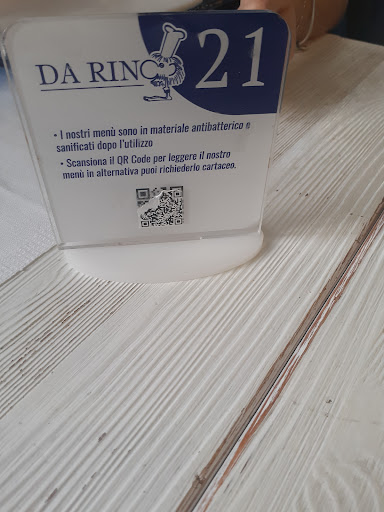 DA RINO 21
• I nostri menù sono in materiale antibatterico e
sanificati dopo l'utilizzo
• Scansiona il QR Code per leggere il nostro
menù in alternativa puoi richiederlo cartaceo.